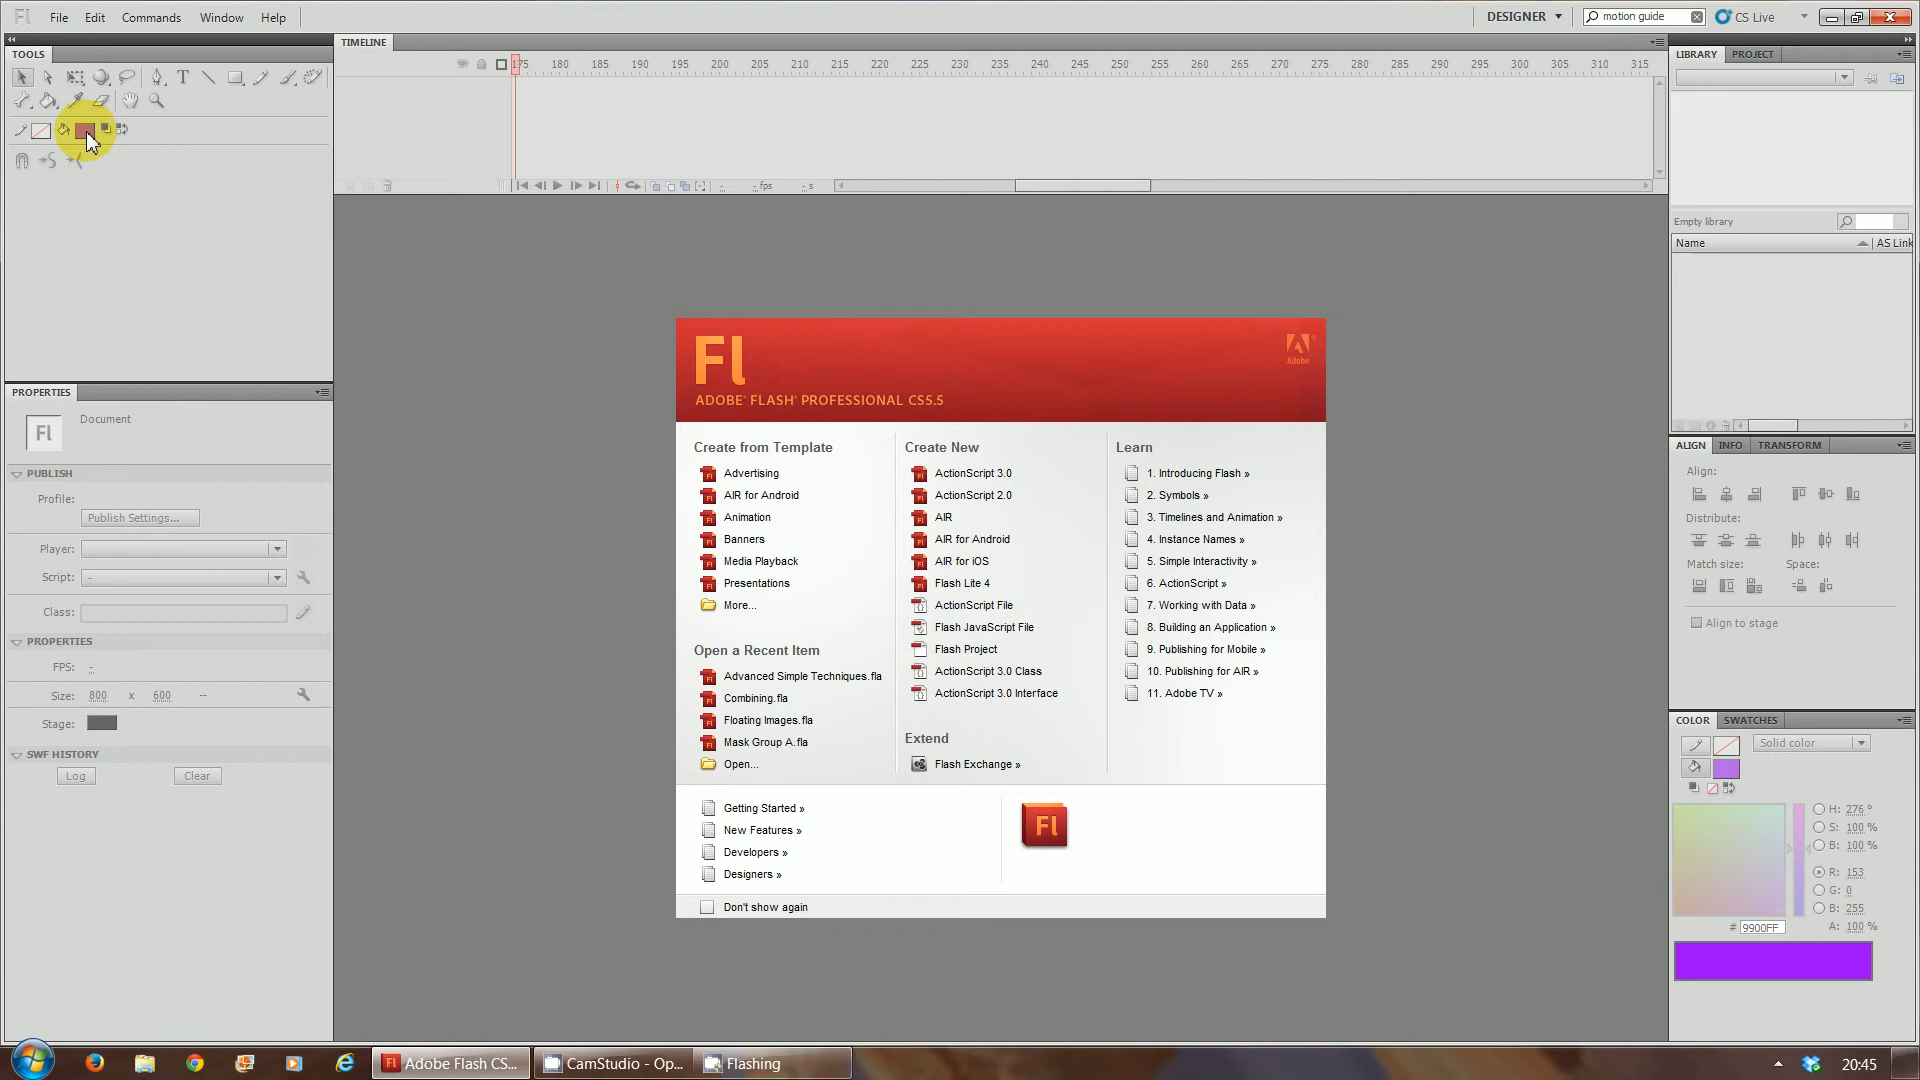 Fl File Edit Commands Window Help
DESIGNER motion guide CS Live
TOOLS
TIMELINE
175 180 185 190 195 200 205 210 215 220 225 230 235 240 245 250 255 260 265 270 275 280 285 290 295 300 305 310 315
- - fps - s
LIBRARY PROJECT
Empty library
Name AS Link
ALIGN INFO TRANSFORM
Align:
Distribute:
Match size: Space:
Align to stage
COLOR SWATCHES
Solid color
H: 276 °
S: 100 %
B: 100 %
R: 153
G: 0
B: 255
# 9900FF A: 100 %
PROPERTIES
Fl Document
PUBLISH
Profile:
Publish Settings...
Player:
Script: -
Class:
PROPERTIES
FPS: -
Size: 800 x 600 --
Stage:
SWF HISTORY
Log Clear
Fl
Adobe
ADOBE® FLASH® PROFESSIONAL CS5.5
Create from Template
Advertising
AIR for Android
Animation
Banners
Media Playback
Presentations
More...
Open a Recent Item
Advanced Simple Techniques.fla
Combining.fla
Floating Images.fla
Mask Group A.fla
Open...
Create New
ActionScript 3.0
ActionScript 2.0
AIR
AIR for Android
AIR for iOS
Flash Lite 4
ActionScript File
Flash JavaScript File
Flash Project
ActionScript 3.0 Class
ActionScript 3.0 Interface
Extend
Flash Exchange »
Learn
1. Introducing Flash »
2. Symbols »
3. Timelines and Animation »
4. Instance Names »
5. Simple Interactivity »
6. ActionScript »
7. Working with Data »
8. Building an Application »
9. Publishing for Mobile »
10. Publishing for AIR »
11. Adobe TV »
Getting Started »
New Features »
Developers »
Designers »
Fl
Don't show again
Adobe Flash CS... CamStudio - Op... Flashing 20:45